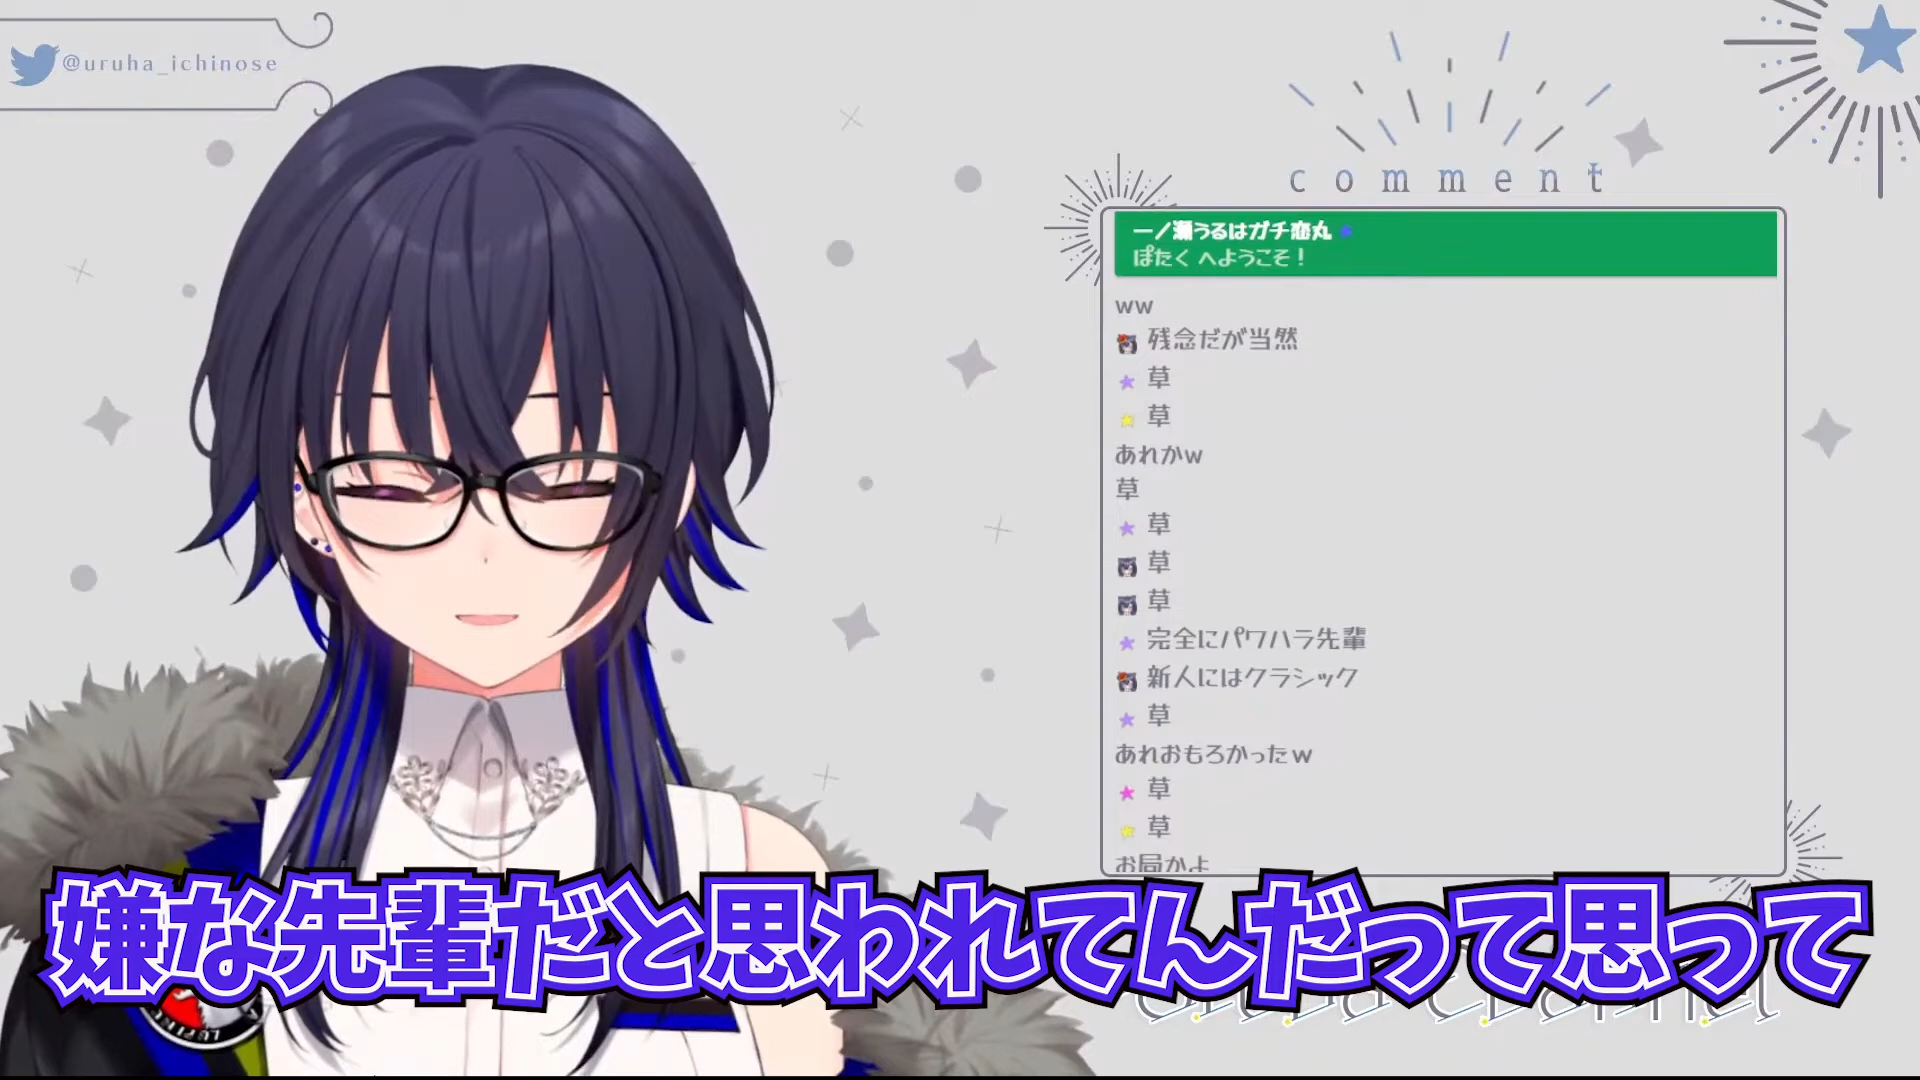 @uruha_ichinose
comment
一ノ瀬うるはガチ恋丸
ぽたく へようこそ！
ww
残念だが当然
草
草
あれかw
草
草
草
草
完全にパワハラ先輩
新人にはクラシック
草
あれおもろかったw
草
草
お局かよ
嫌な先輩だと思われてんだって思って